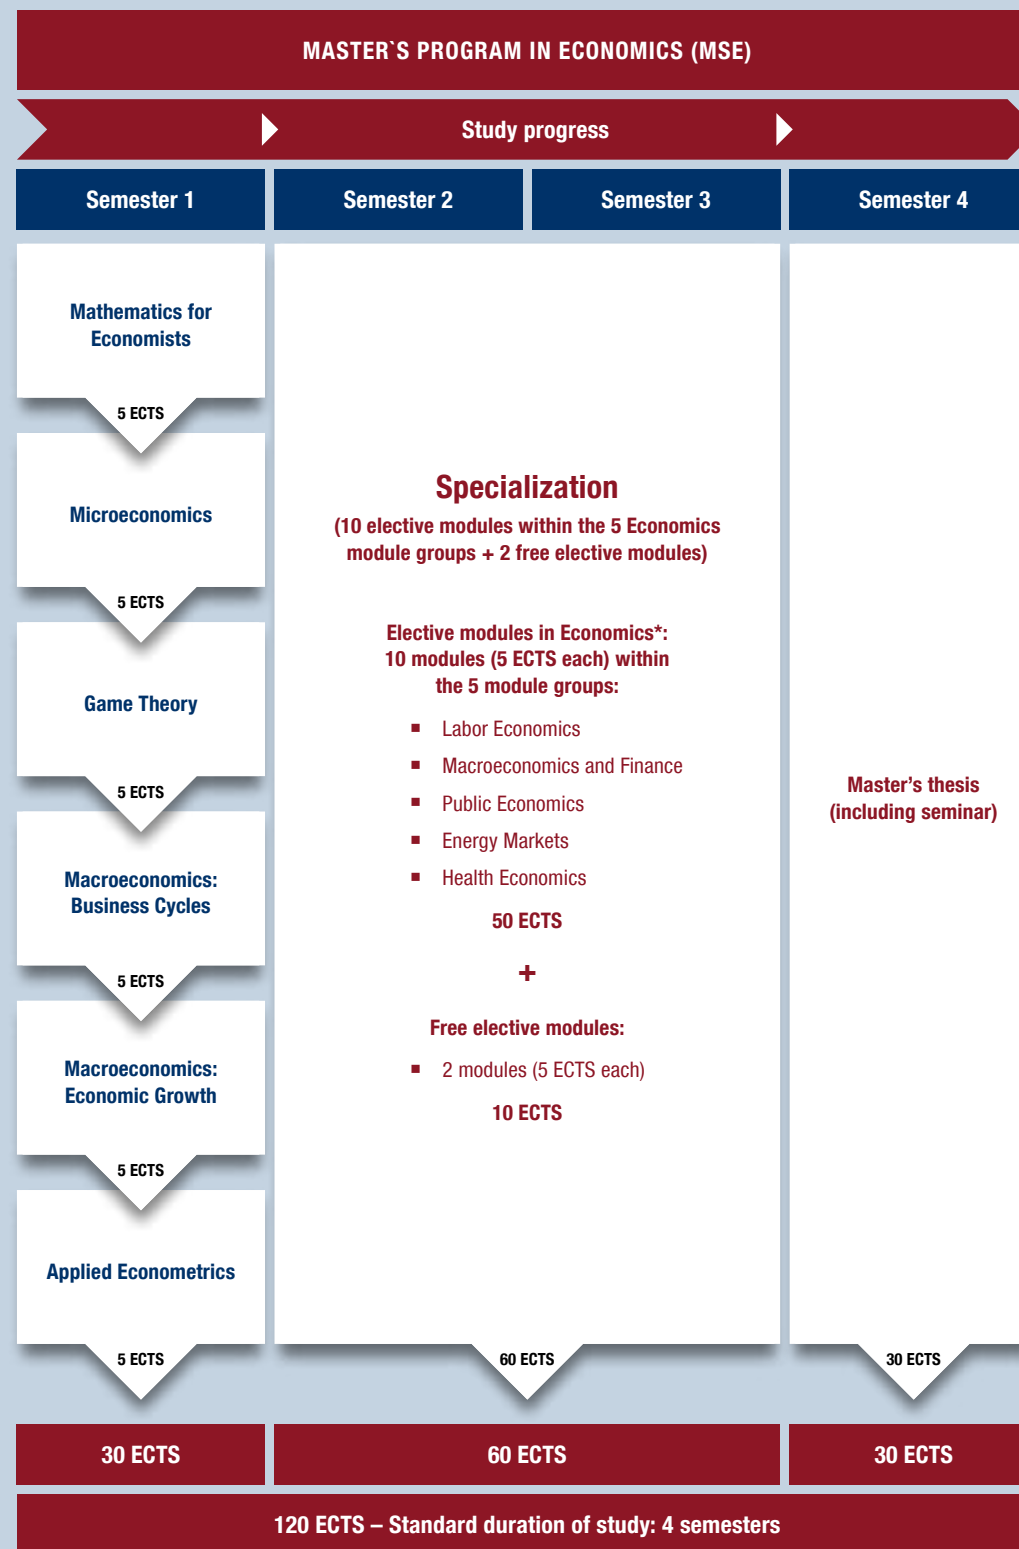 MASTER`S PROGRAM IN ECONOMICS (MSE)
Study progress
Semester 1
Semester 2
Semester 3
Semester 4
Mathematics for
Economists
5 ECTS
Microeconomics
5 ECTS
Game Theory
5 ECTS
Macroeconomics:
Business Cycles
5 ECTS
Macroeconomics:
Economic Growth
5 ECTS
Applied Econometrics
5 ECTS
Specialization
(10 elective modules within the 5 Economics
module groups + 2 free elective modules)
Elective modules in Economics*:
10 modules (5 ECTS each) within
the 5 module groups:
▪ Labor Economics
▪ Macroeconomics and Finance
▪ Public Economics
▪ Energy Markets
▪ Health Economics
50 ECTS
+
Free elective modules:
▪ 2 modules (5 ECTS each)
10 ECTS
60 ECTS
Master’s thesis
(including seminar)
30 ECTS
30 ECTS
60 ECTS
30 ECTS
120 ECTS – Standard duration of study: 4 semesters